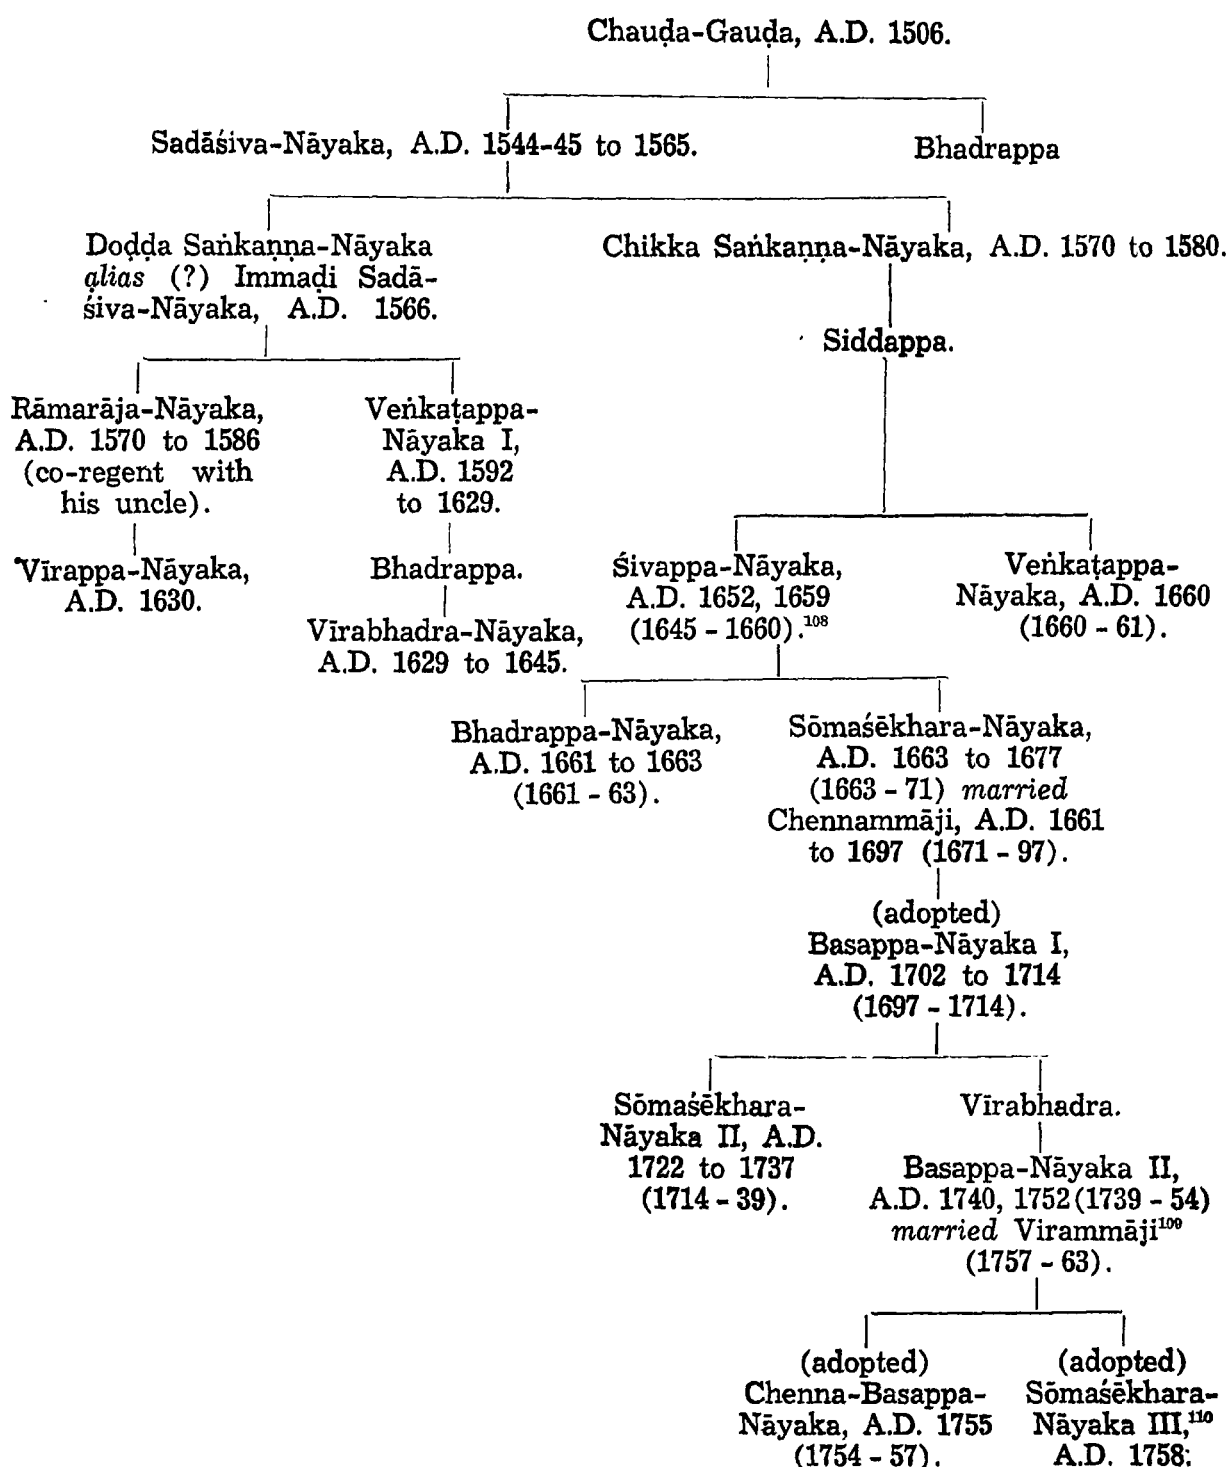 Chauḍa-Gauḍa, A.D. 1506.
Sadāśiva-Nāyaka, A.D. 1544-45 to 1565.
Bhadrappa
Doḍḍa Saṅkaṇṇa-Nāyaka
ạlias (?) Immaḍi Sadā-
śiva-Nāyaka, A.D. 1566.
Chikka Saṅkaṇṇa-Nāyaka, A.D. 1570 to 1580.
Siddappa.
Rāmarāja-Nāyaka,
A.D. 1570 to 1586
(co-regent with
his uncle).
Veṅkaṭappa-
Nāyaka I,
A.D. 1592
to 1629.
Vīrappa-Nāyaka,
A.D. 1630.
Bhadrappa.
Vīrabhadra-Nāyaka,
A.D. 1629 to 1645.
Śivappa-Nāyaka,
A.D. 1652, 1659
(1645 - 1660).¹⁰⁸
Veṅkaṭappa-
Nāyaka, A.D. 1660
(1660 - 61).
Bhadrappa-Nāyaka,
A.D. 1661 to 1663
(1661 - 63).
Sōmaśēkhara-Nāyaka,
A.D. 1663 to 1677
(1663 - 71) married
Chennammāji, A.D. 1661
to 1697 (1671 - 97).
(adopted)
Basappa-Nāyaka I,
A.D. 1702 to 1714
(1697 - 1714).
Sōmaśēkhara-
Nāyaka II, A.D.
1722 to 1737
(1714 - 39).
Vīrabhadra.
Basappa-Nāyaka II,
A.D. 1740, 1752 (1739 - 54)
married Virammāji¹⁰⁹
(1757 - 63).
(adopted)
Chenna-Basappa-
Nāyaka, A.D. 1755
(1754 - 57).
(adopted)
Sōmaśēkhara-
Nāyaka III,¹¹⁰
A.D. 1758: